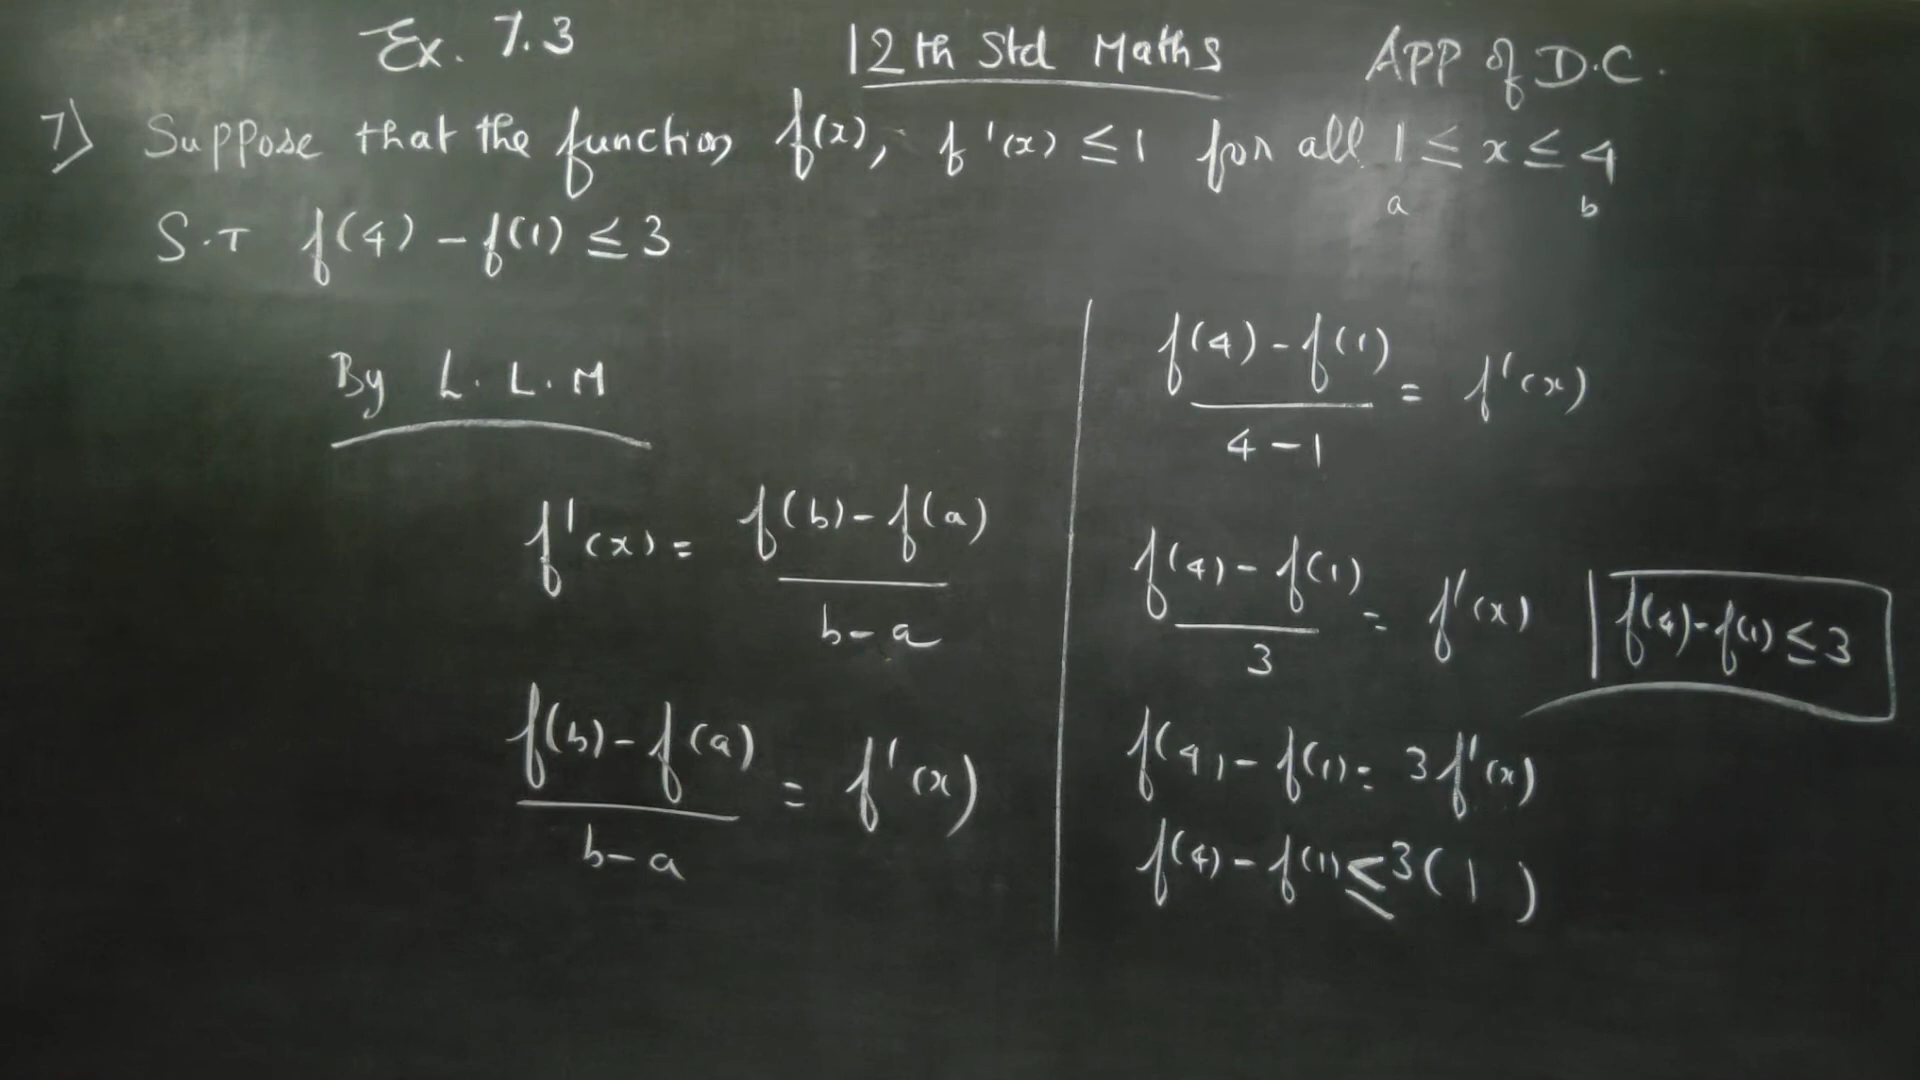 Ex. 7.3 12th Std Maths APP of D.C.
7) Suppose that the function f(x), f'(x) ≤ 1 for all 1 ≤ x ≤ 4
a b
S.T f(4) - f(1) ≤ 3
By L.L.M
f'(x) = f(b) - f(a) / b - a
f(b) - f(a) / b - a = f'(x)
f(4) - f(1) / 4 - 1 = f'(x)
f(4) - f(1) / 3 = f'(x)
f(4) - f(1) = 3f'(x)
f(4) - f(1) ≤ 3(1)
f(4) - f(1) ≤ 3